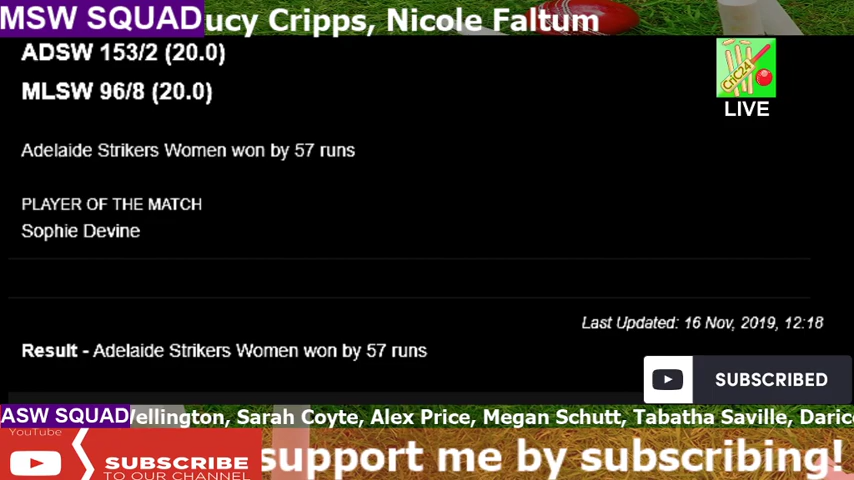 MSW SQUAD ucy Cripps, Nicole Faltum
ADSW 153/2 (20.0)
MLSW 96/8 (20.0)
CriC24
LIVE
Adelaide Strikers Women won by 57 runs
PLAYER OF THE MATCH
Sophie Devine
Last Updated: 16 Nov, 2019, 12:18
Result - Adelaide Strikers Women won by 57 runs
SUBSCRIBED
ASW SQUAD Wellington, Sarah Coyte, Alex Price, Megan Schutt, Tabatha Saville, Darico
YouTube
SUBSCRIBE
TO OUR CHANNEL
support me by subscribing!